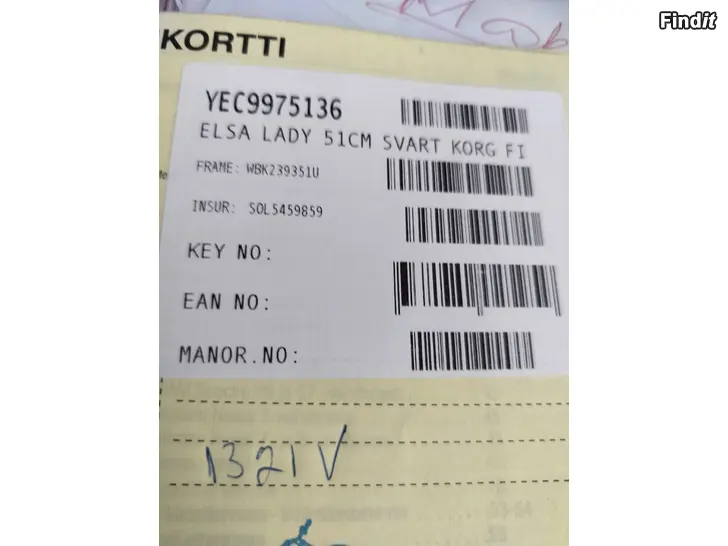 Findit
KORTTI
YEC9975136
ELSA LADY 51CM SVART KORG FI
FRAME: WBK239351U
INSUR: SOL5459859
KEY NO:
EAN NO:
MANOR.NO:
1321V